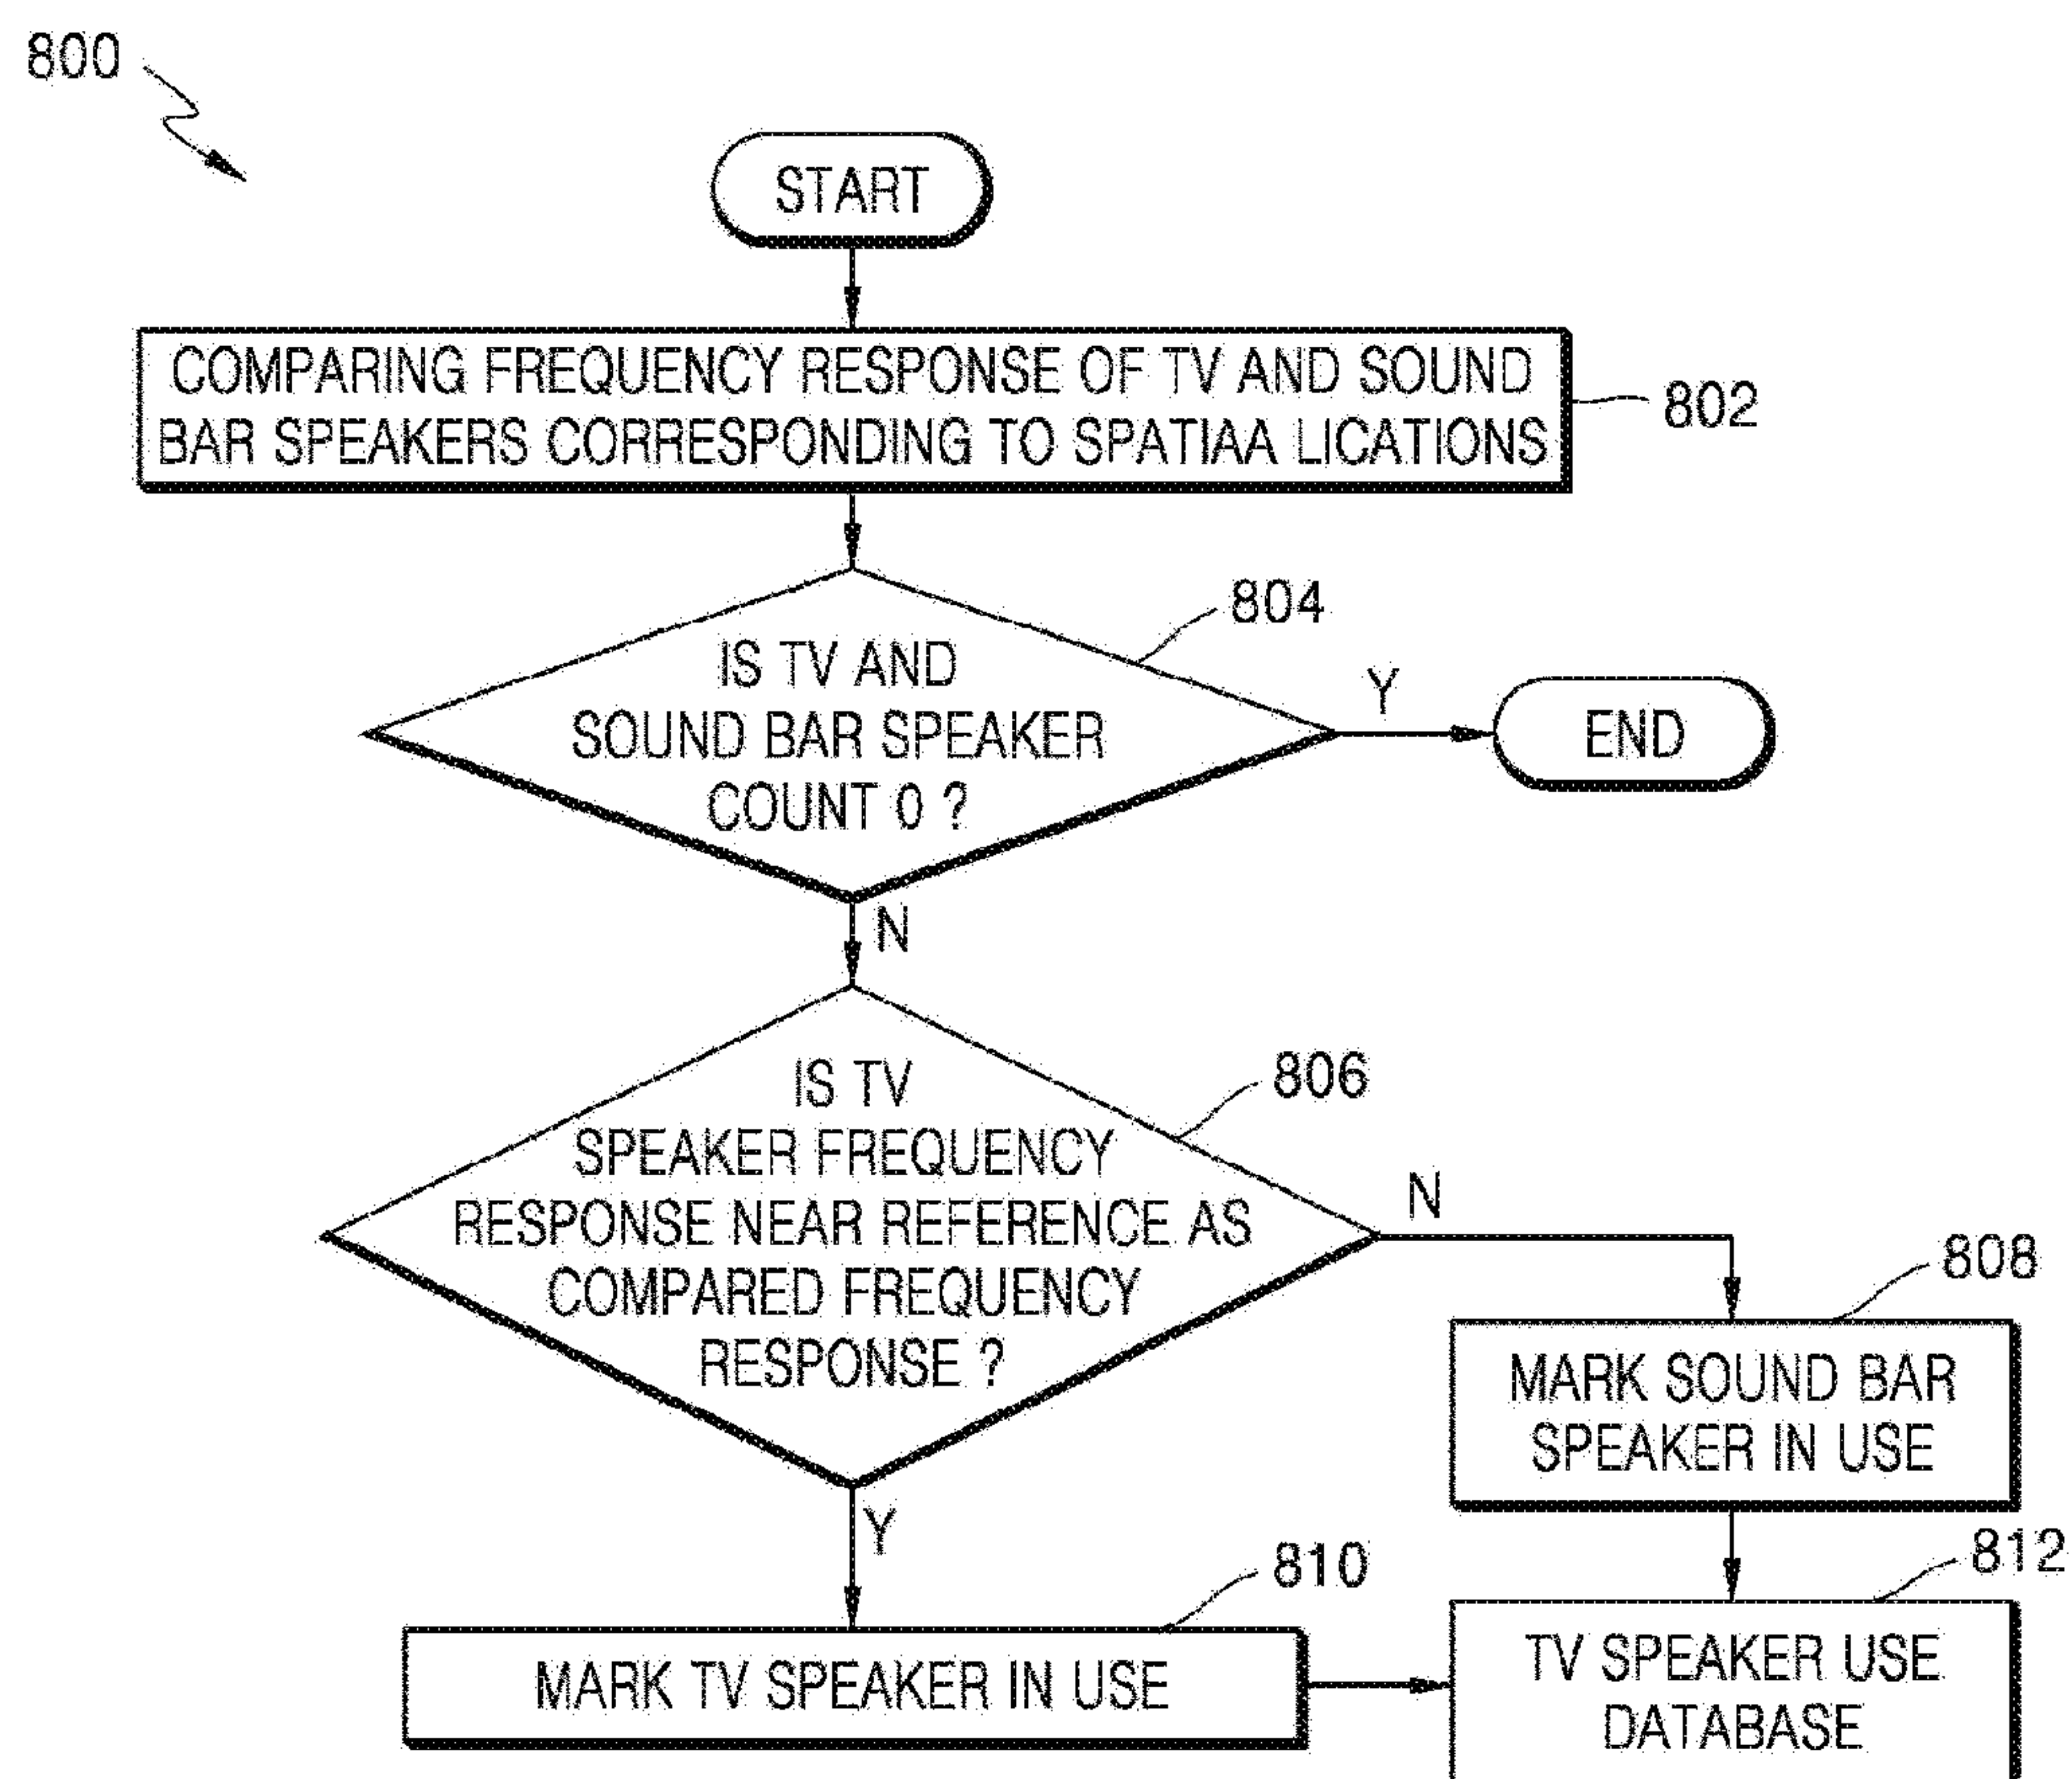 800
START
COMPARING FREQUENCY RESPONSE OF TV AND SOUND
BAR SPEAKERS CORRESPONDING TO SPATIAA LICATIONS
802
804
IS TV AND
SOUND BAR SPEAKER
COUNT 0 ?
Y
END
N
806
IS TV
SPEAKER FREQUENCY
RESPONSE NEAR REFERENCE AS
COMPARED FREQUENCY
RESPONSE ?
N
808
MARK SOUND BAR
SPEAKER IN USE
Y
810
MARK TV SPEAKER IN USE
812
TV SPEAKER USE
DATABASE